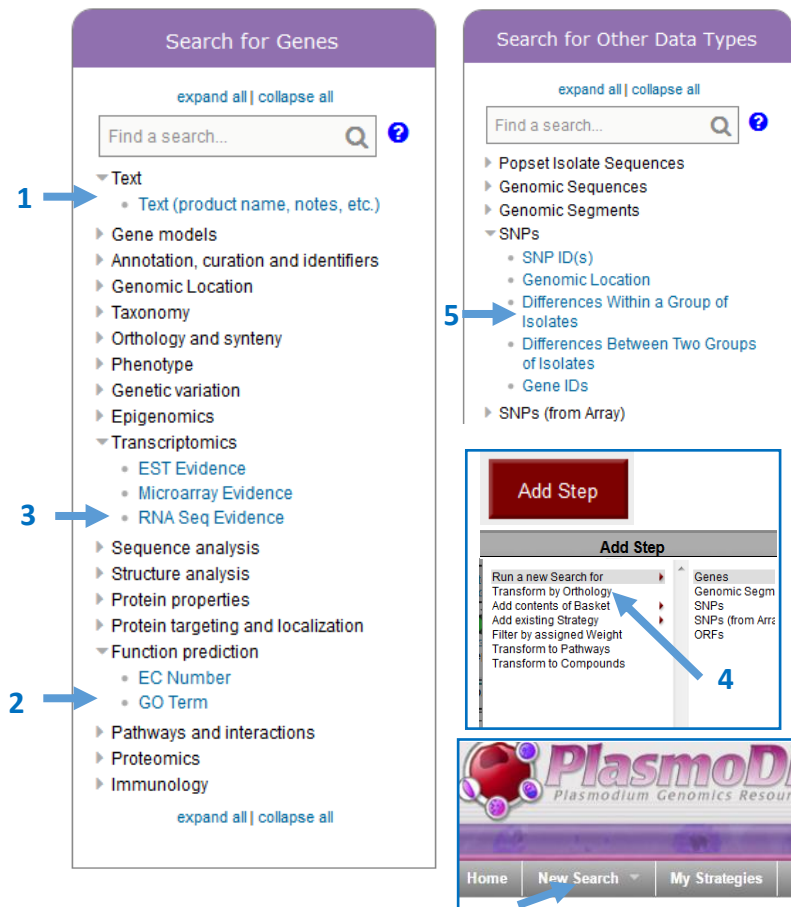 Search for Genes
expand all | collapse all
Find a search...
?
Text
1
Text (product name, notes, etc.)
Gene models
Annotation, curation and identifiers
Genomic Location
Taxonomy
Orthology and synteny
Phenotype
Genetic variation
Epigenomics
Transcriptomics
EST Evidence
Microarray Evidence
3
RNA Seq Evidence
Sequence analysis
Structure analysis
Protein properties
Protein targeting and localization
Function prediction
EC Number
2
GO Term
Pathways and interactions
Proteomics
Immunology
expand all | collapse all
Search for Other Data Types
expand all | collapse all
Find a search...
?
Popset Isolate Sequences
Genomic Sequences
Genomic Segments
SNPs
SNP ID(s)
Genomic Location
5
Differences Within a Group of
Isolates
Differences Between Two Groups
of Isolates
Gene IDs
SNPs (from Array)
Add Step
Add Step
Run a new Search for
Transform by Orthology
Add contents of Basket
Add existing Strategy
Filter by assigned Weight
Transform to Pathways
Transform to Compounds
Genes
Genomic Segm
SNPs
SNPs (from Arra
ORFs
4
PlasmoD
Plasmodium Genomics Resour
Home
New Search
My Strategies